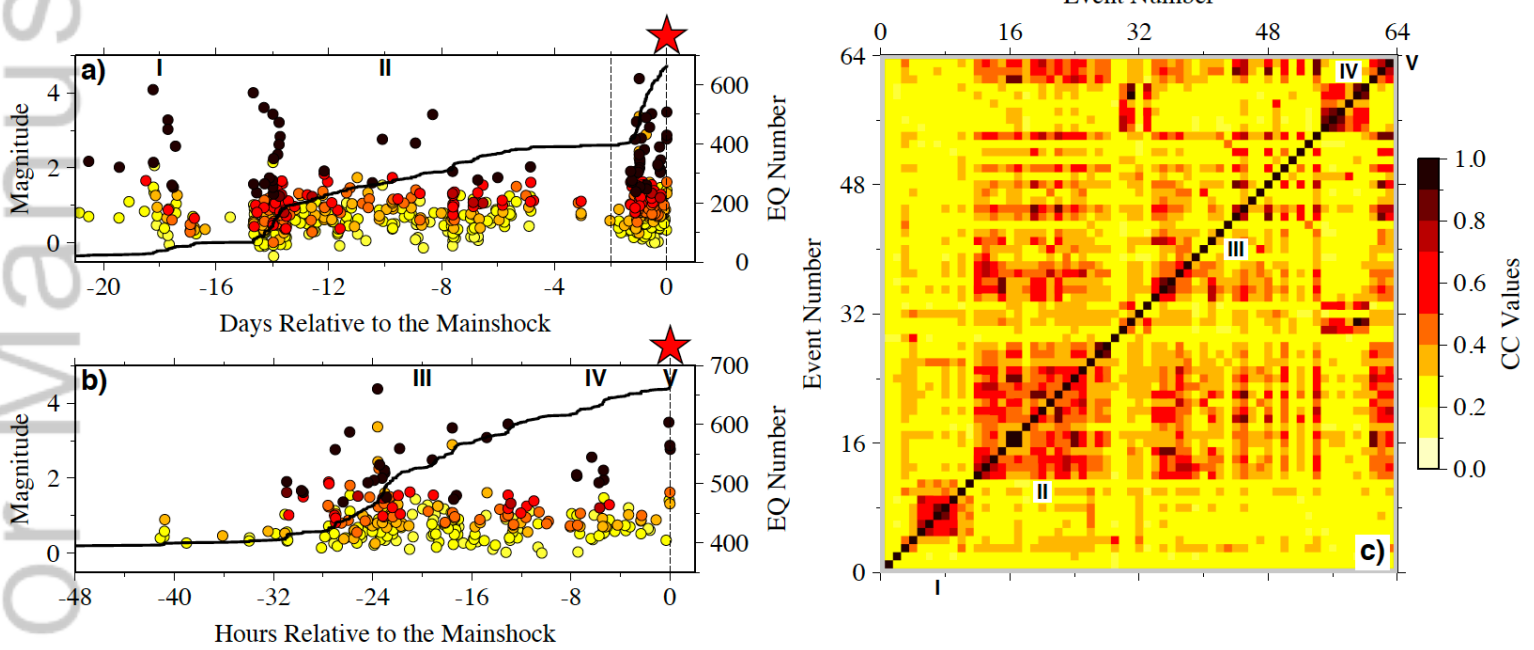 or Manus
a)
I
II
Magnitude
4
2
0
600
400
200
0
EQ Number
-20
-16
-12
-8
-4
0
Days Relative to the Mainshock
b)
III
IV
V
Magnitude
4
2
0
700
600
500
400
EQ Number
-48
-40
-32
-24
-16
-8
0
Hours Relative to the Mainshock
Event Number
0
16
32
48
64
64
48
32
16
0
Event Number
IV
V
III
II
I
c)
1.0
0.8
0.6
0.4
0.2
0.0
CC Values